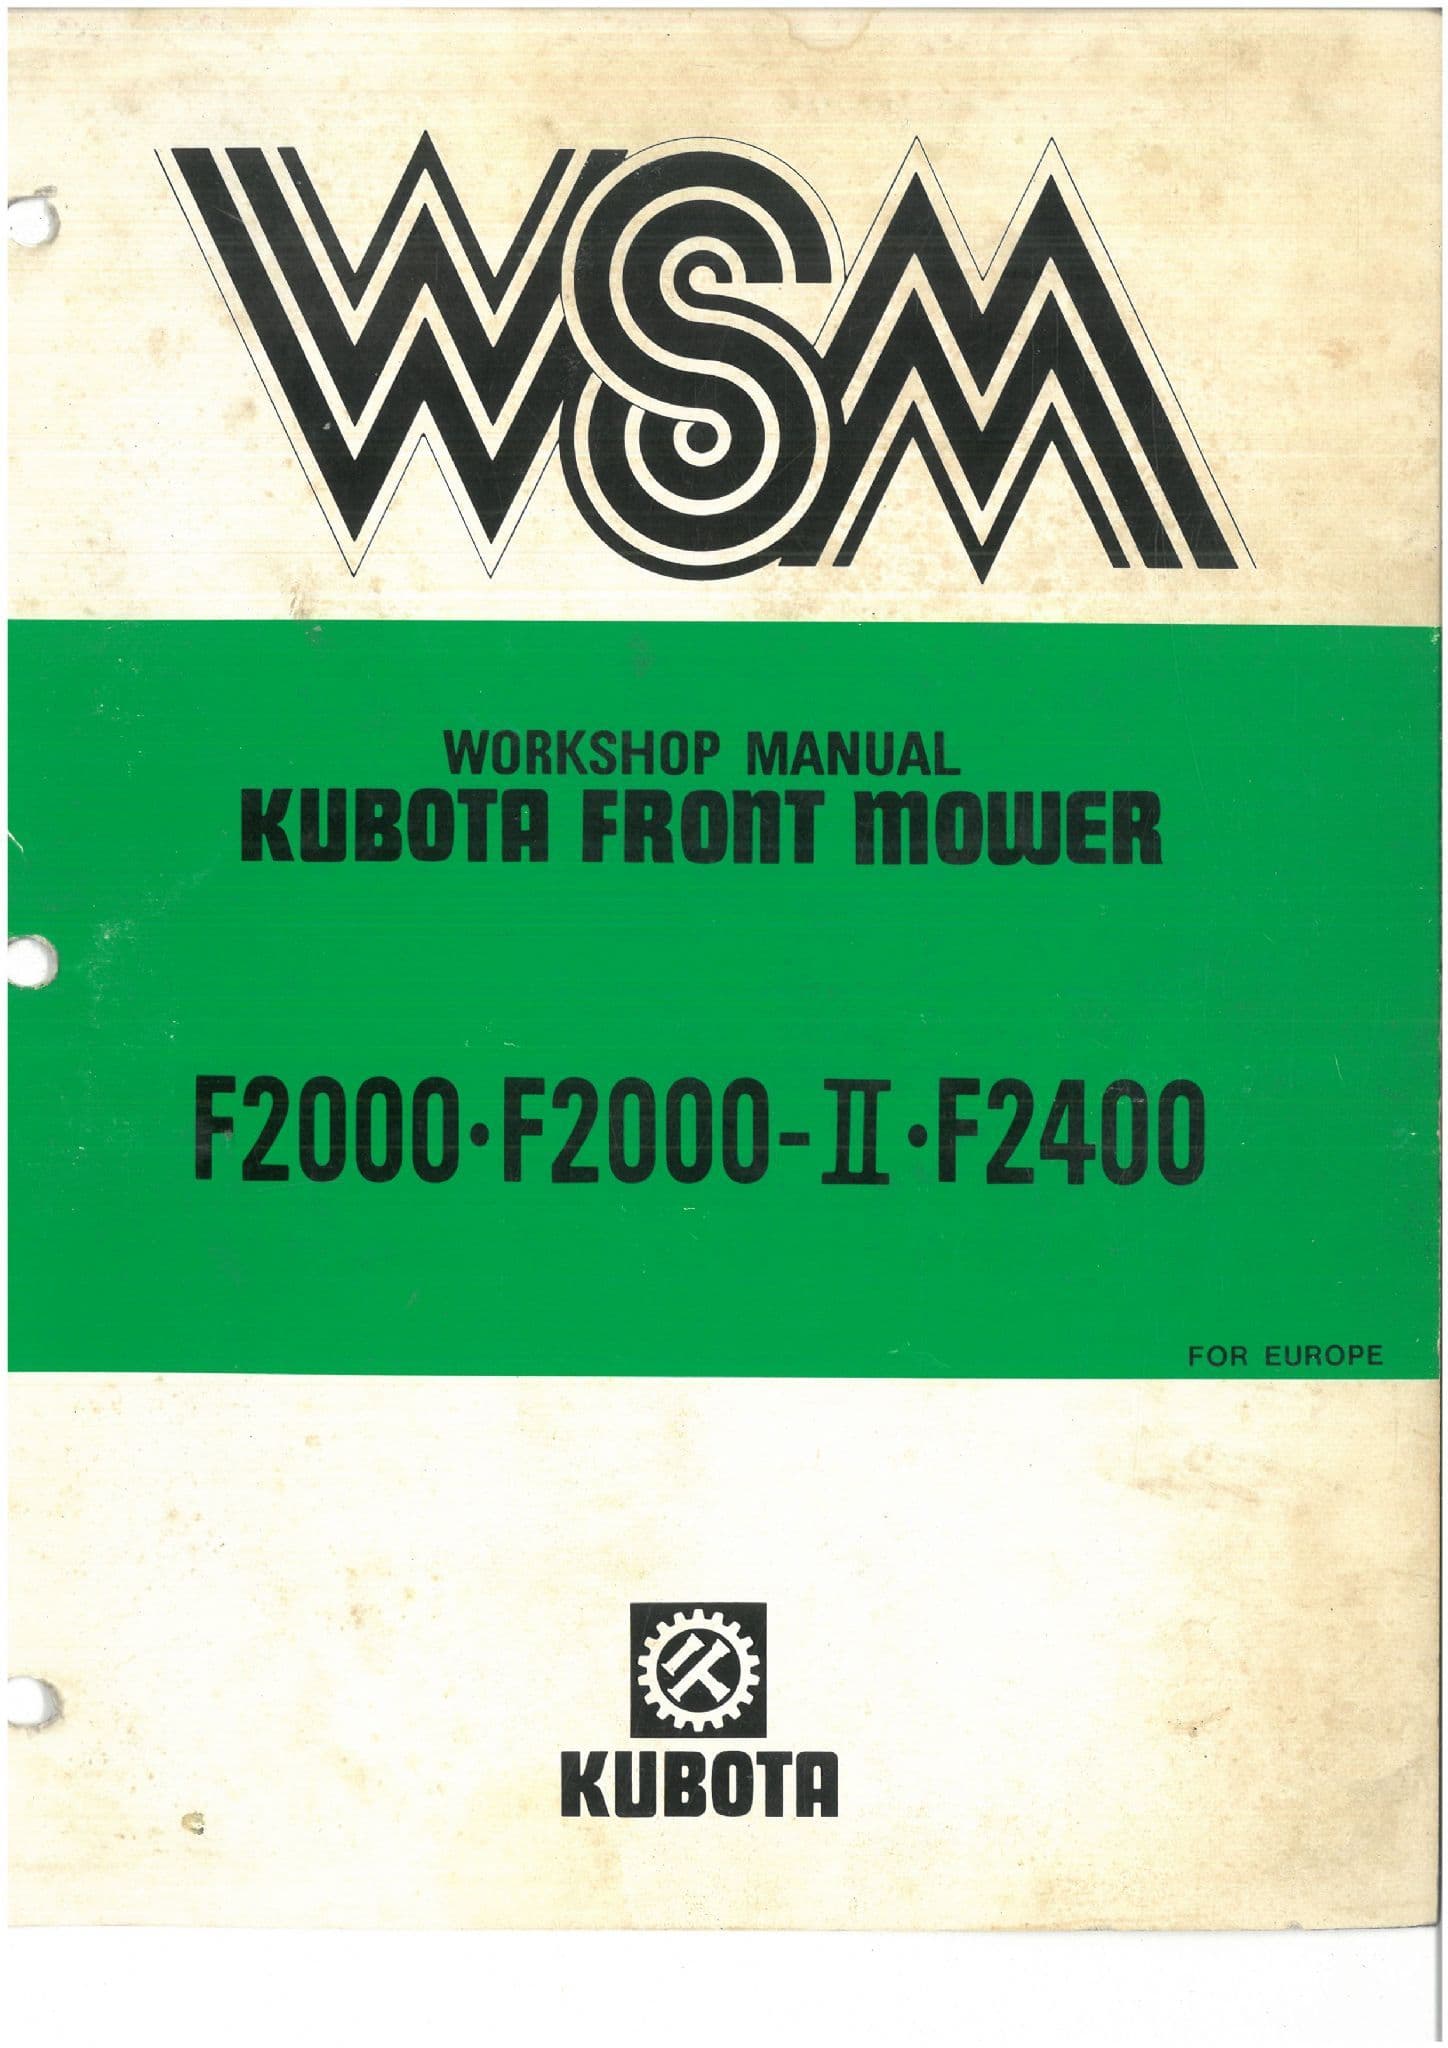 WSM
WORKSHOP MANUAL
KUBOTA FRONT MOWER
F2000·F2000-II·F2400
FOR EUROPE
KUBOTA